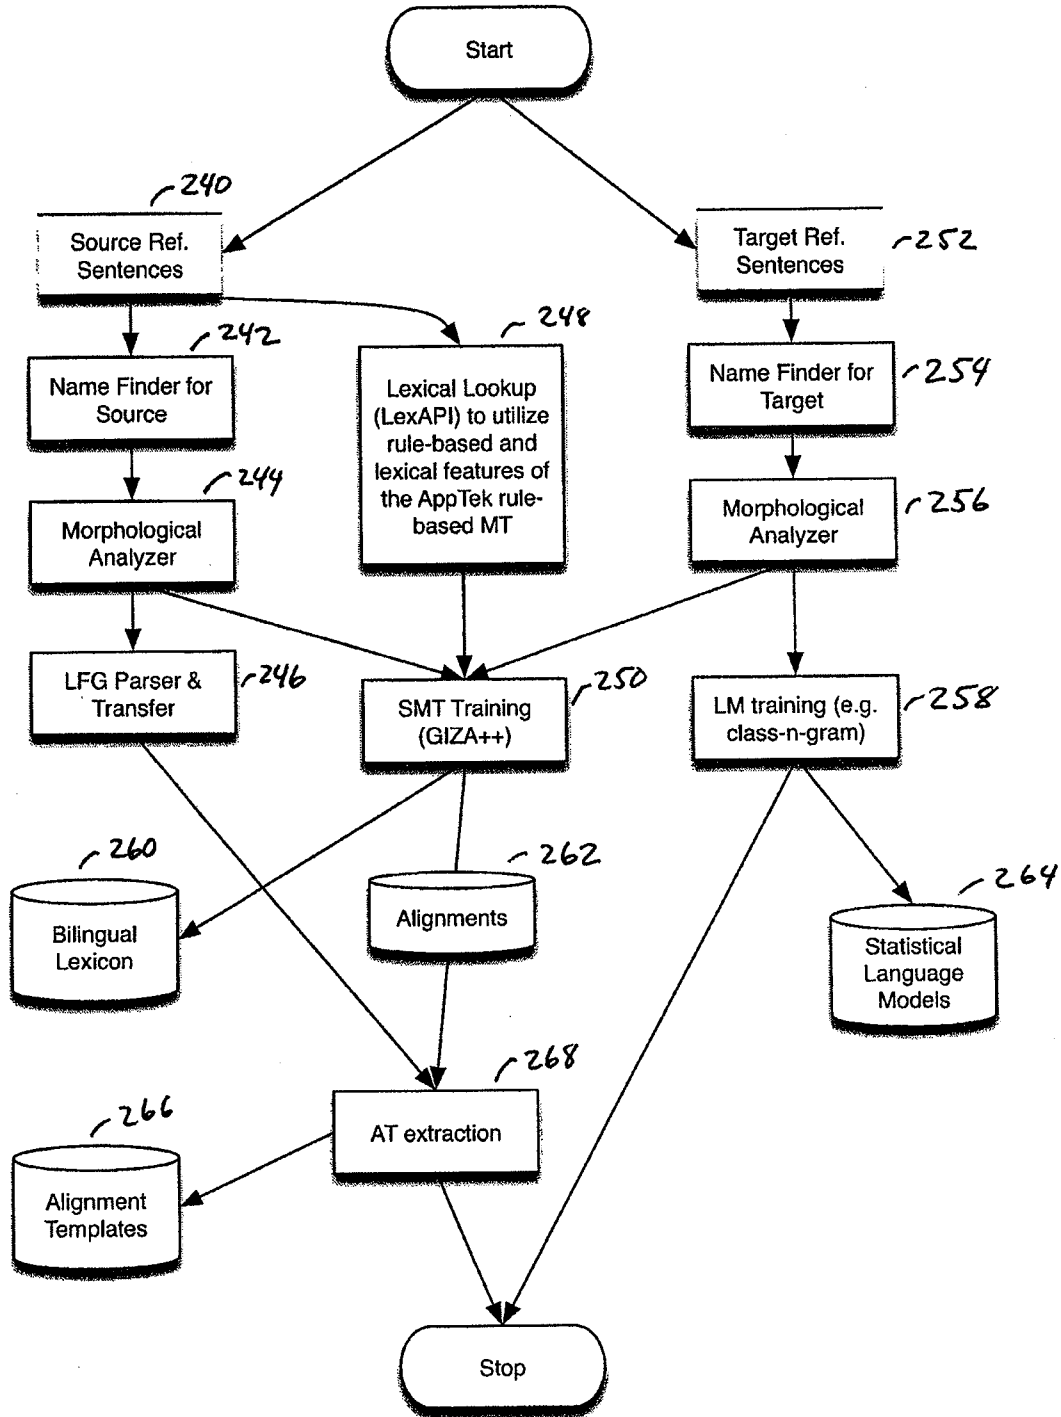 Start
240
Source Ref.
Sentences
Target Ref.
Sentences
252
242
Name Finder for
Source
248
Lexical Lookup
(LexAPI) to utilize
rule-based and
lexical features of
the AppTek rule-
based MT
Name Finder for
Target
254
244
Morphological
Analyzer
Morphological
Analyzer
256
LFG Parser &
Transfer
246
SMT Training
(GIZA++)
250
LM training (e.g.
class-n-gram)
258
260
Bilingual
Lexicon
262
Alignments
264
Statistical
Language
Models
268
AT extraction
266
Alignment
Templates
Stop